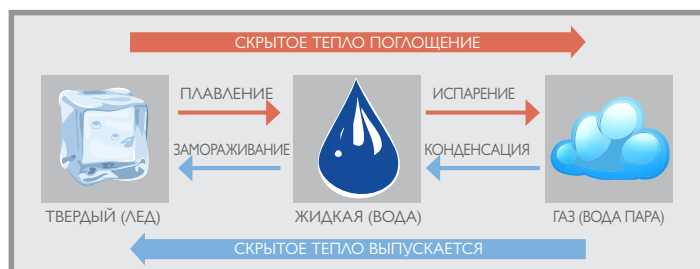 СКРЫТОЕ ТЕПЛО ПОГЛОЩЕНИЕ
ПЛАВЛЕНИЕ
ИСПАРЕНИЕ
ЗАМОРАЖИВАНИЕ
КОНДЕНСАЦИЯ
ТВЕРДЫЙ (ЛЕД)
ЖИДКАЯ (ВОДА)
ГАЗ (ВОДА ПАРА)
СКРЫТОЕ ТЕПЛО ВЫПУСКАЕТСЯ